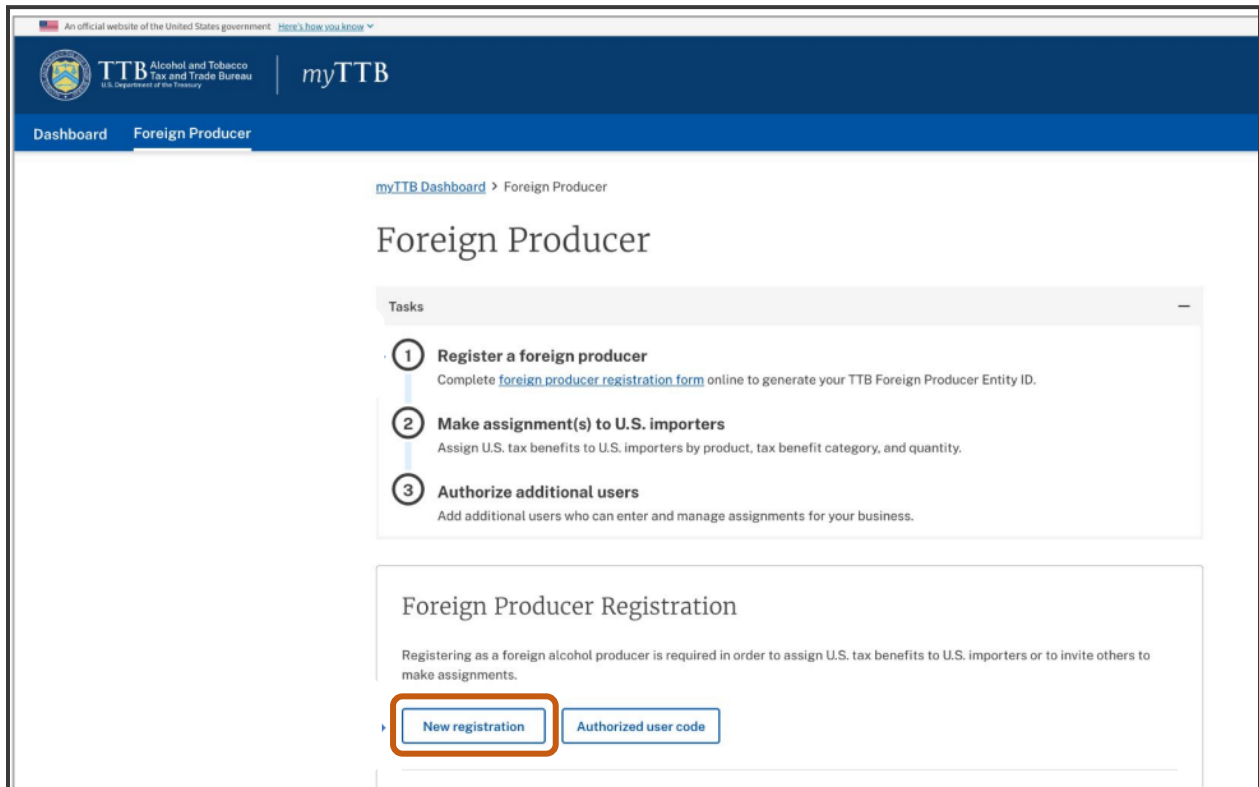 An official website of the United States government Here's how you know
TTB Alcohol and Tobacco
Tax and Trade Bureau
U.S. Department of the Treasury
myTTB
Dashboard Foreign Producer
myTTB Dashboard > Foreign Producer
Foreign Producer
Tasks
1 Register a foreign producer
Complete foreign producer registration form online to generate your TTB Foreign Producer Entity ID.
2 Make assignment(s) to U.S. importers
Assign U.S. tax benefits to U.S. importers by product, tax benefit category, and quantity.
3 Authorize additional users
Add additional users who can enter and manage assignments for your business.
Foreign Producer Registration
Registering as a foreign alcohol producer is required in order to assign U.S. tax benefits to U.S. importers or to invite others to
make assignments.
New registration Authorized user code